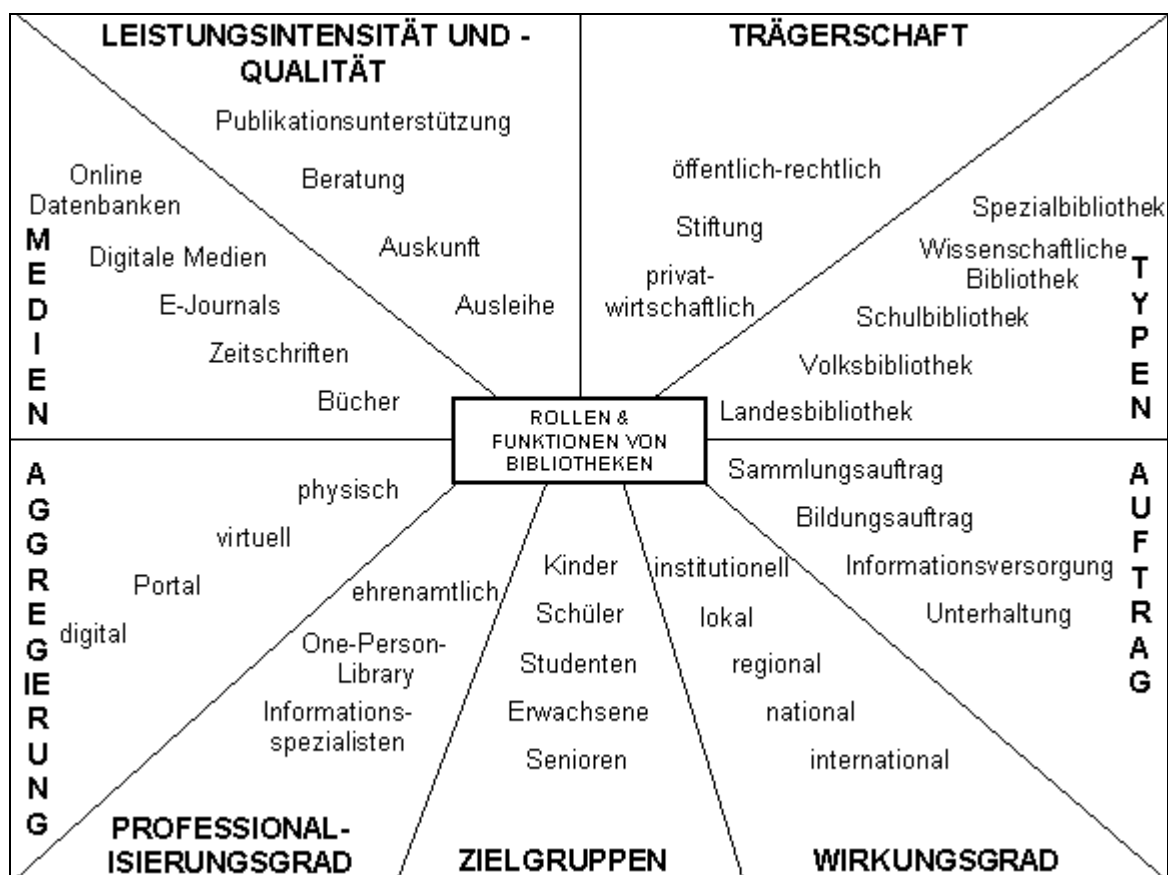 LEISTUNGSINTENSITÄT UND -
QUALITÄT
Publikationsunterstützung
Beratung
Auskunft
Ausleihe
TRÄGERSCHAFT
öffentlich-rechtlich
Stiftung
privat-
wirtschaftlich
MEDIEN
Online
Datenbanken
Digitale Medien
E-Journals
Zeitschriften
Bücher
TYPEN
Spezialbibliothek
Wissenschaftliche
Bibliothek
Schulbibliothek
Volksbibliothek
Landesbibliothek
ROLLEN &
FUNKTIONEN VON
BIBLIOTHEKEN
AGGREGIERUNG
physisch
virtuell
Portal
digital
AUFTRAG
Sammlungsauftrag
Bildungsauftrag
Informationsversorgung
Unterhaltung
ehrenamtlich
One-Person-
Library
Informations-
spezialisten
PROFESSIONAL-
ISIERUNGSGRAD
Kinder
Schüler
Studenten
Erwachsene
Senioren
ZIELGRUPPEN
institutionell
lokal
regional
national
international
WIRKUNGSGRAD